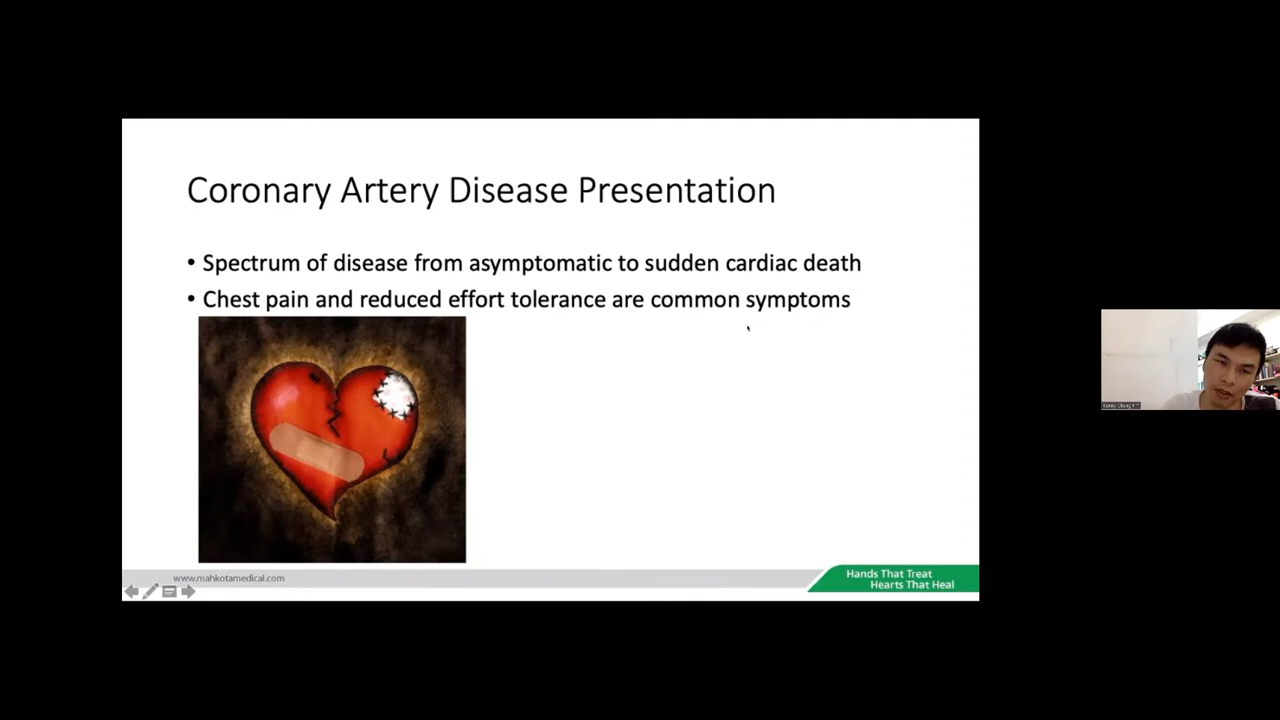 Coronary Artery Disease Presentation
• Spectrum of disease from asymptomatic to sudden cardiac death
• Chest pain and reduced effort tolerance are common symptoms
www.mahkotamedical.com
Hands That Treat
Hearts That Heal